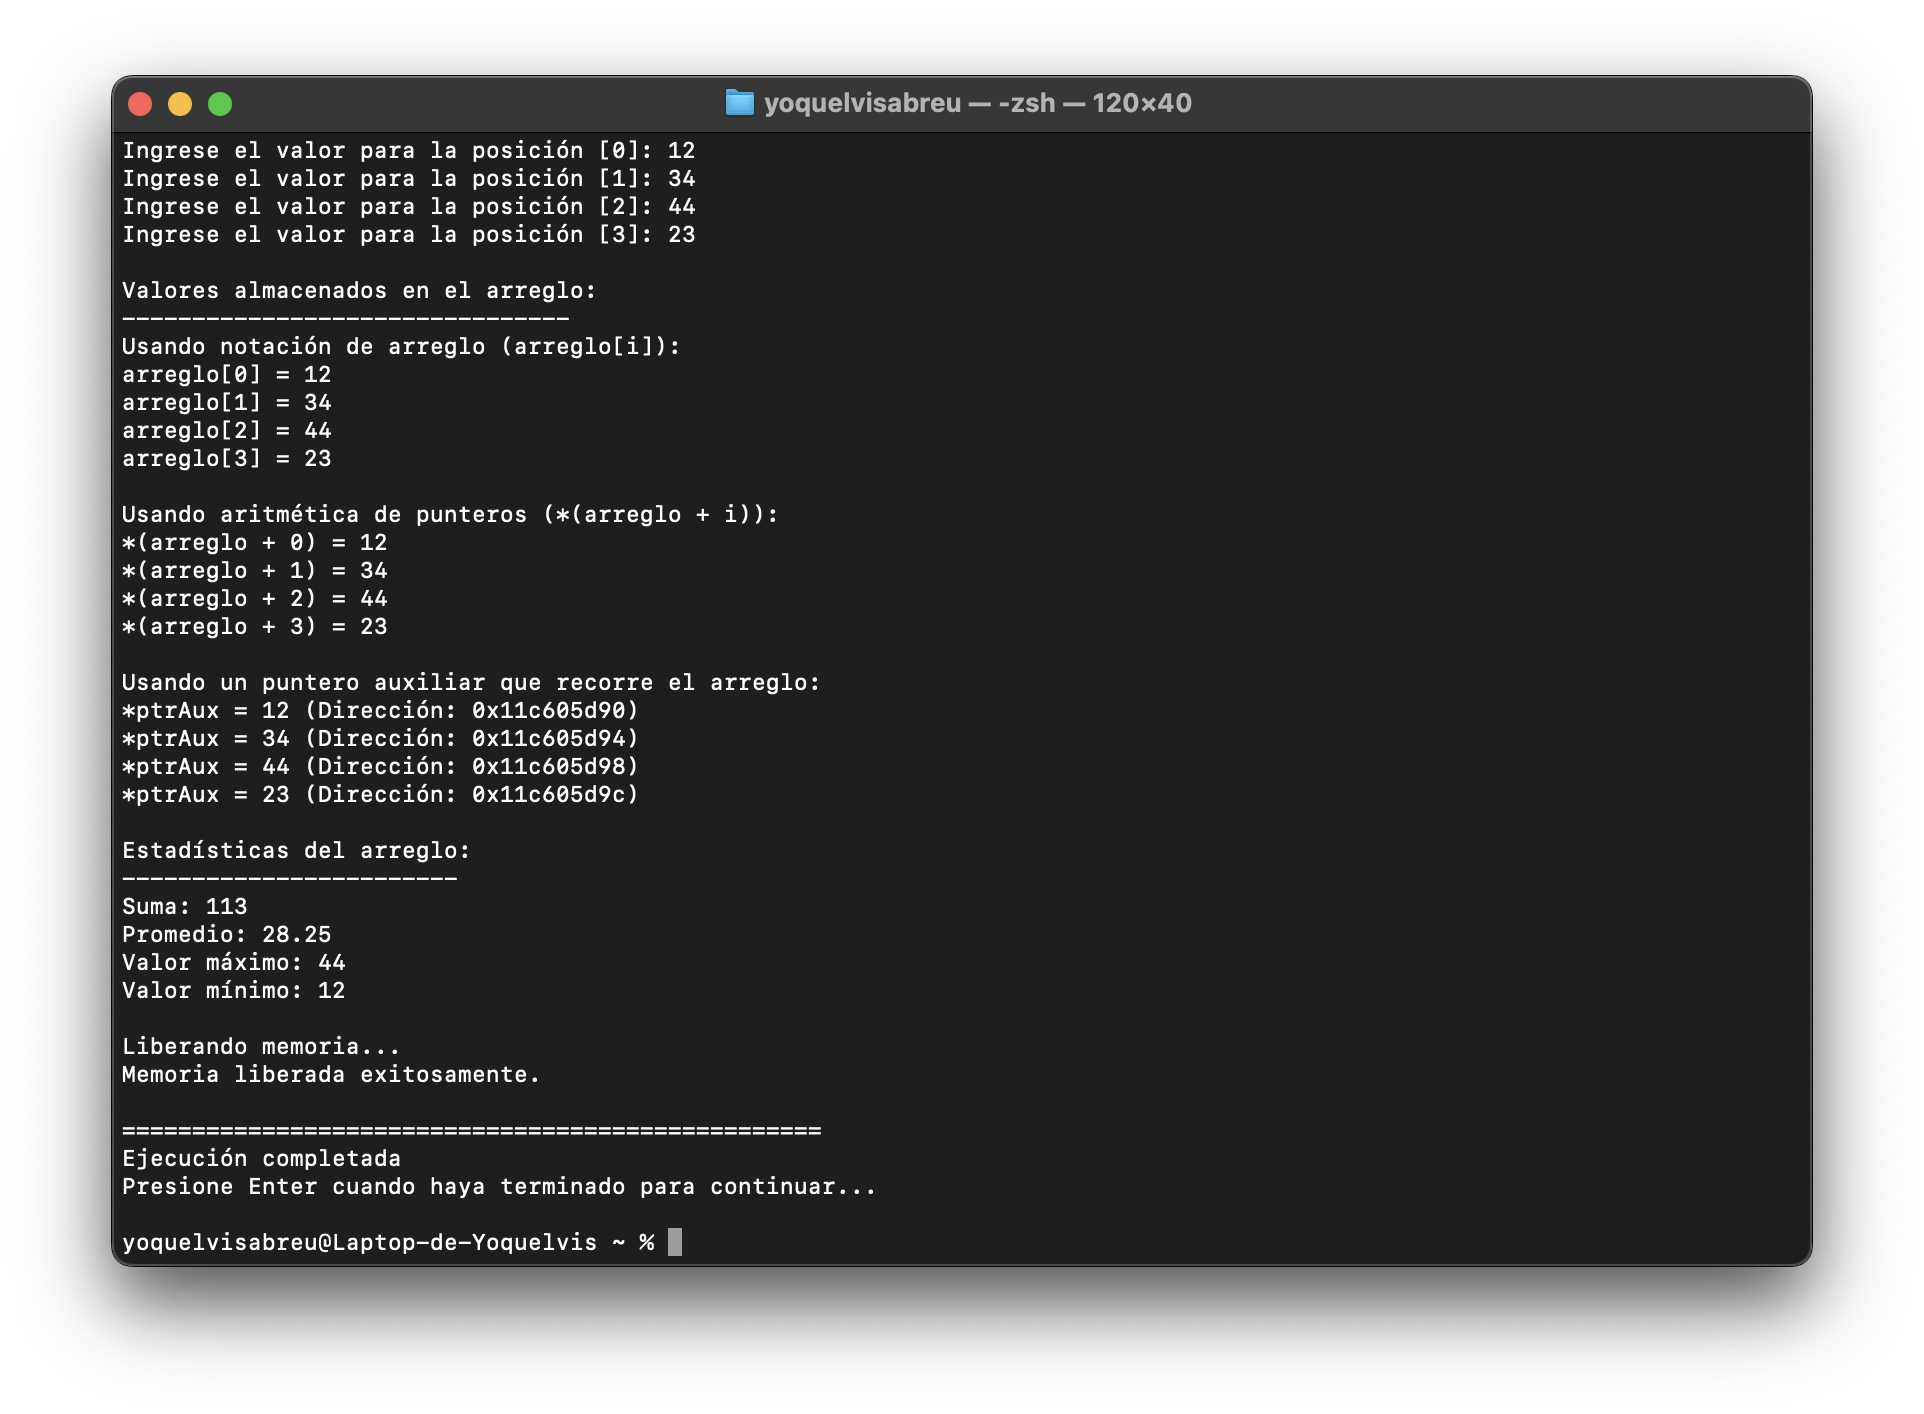 yoquelvisabreu — -zsh — 120×40
Ingrese el valor para la posición [0]: 12
Ingrese el valor para la posición [1]: 34
Ingrese el valor para la posición [2]: 44
Ingrese el valor para la posición [3]: 23
Valores almacenados en el arreglo:
--------------------------------
Usando notación de arreglo (arreglo[i]):
arreglo[0] = 12
arreglo[1] = 34
arreglo[2] = 44
arreglo[3] = 23
Usando aritmética de punteros (*(arreglo + i)):
*(arreglo + 0) = 12
*(arreglo + 1) = 34
*(arreglo + 2) = 44
*(arreglo + 3) = 23
Usando un puntero auxiliar que recorre el arreglo:
*ptrAux = 12 (Dirección: 0x11c605d90)
*ptrAux = 34 (Dirección: 0x11c605d94)
*ptrAux = 44 (Dirección: 0x11c605d98)
*ptrAux = 23 (Dirección: 0x11c605d9c)
Estadísticas del arreglo:
------------------------
Suma: 113
Promedio: 28.25
Valor máximo: 44
Valor mínimo: 12
Liberando memoria...
Memoria liberada exitosamente.
==================================================
Ejecución completada
Presione Enter cuando haya terminado para continuar...
yoquelvisabreu@Laptop-de-Yoquelvis ~ %